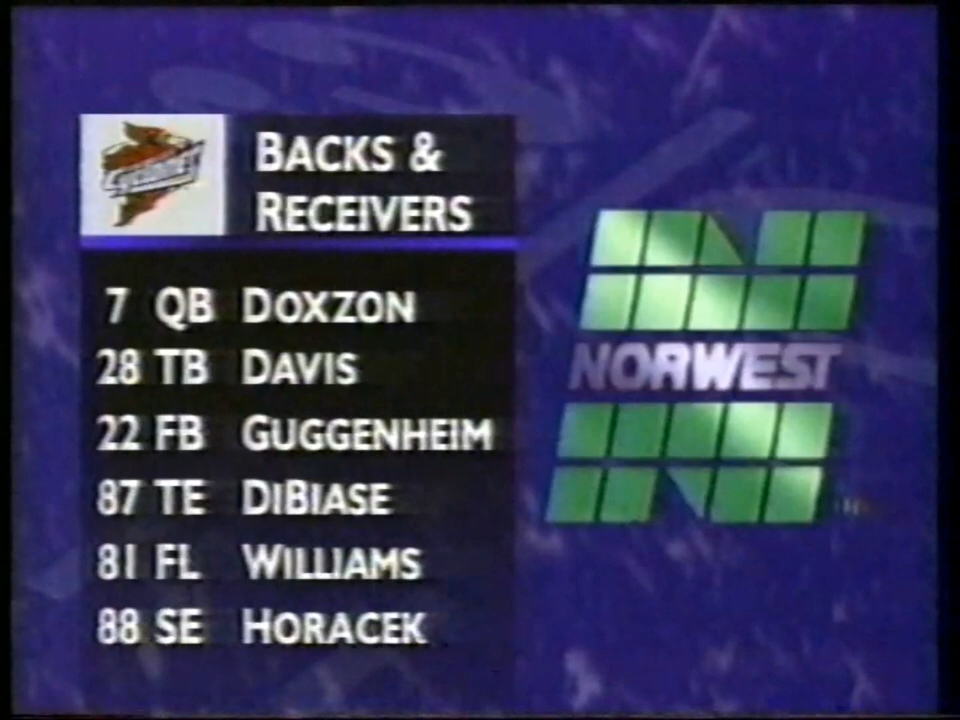 CYCLONES
BACKS &
RECEIVERS
7 QB DOXZON
28 TB DAVIS
22 FB GUGGENHEIM
87 TE DIBIASE
81 FL WILLIAMS
88 SE HORACEK
NORWEST